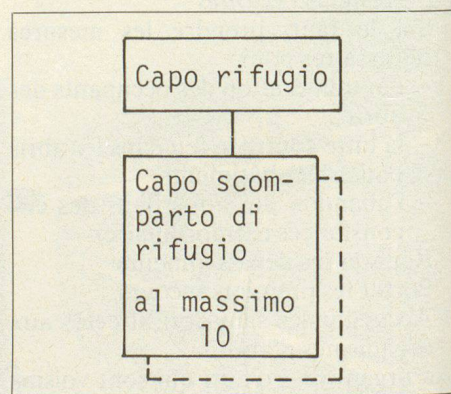 Capo rifugio
Capo scom-
parto di
rifugio
al massimo
10